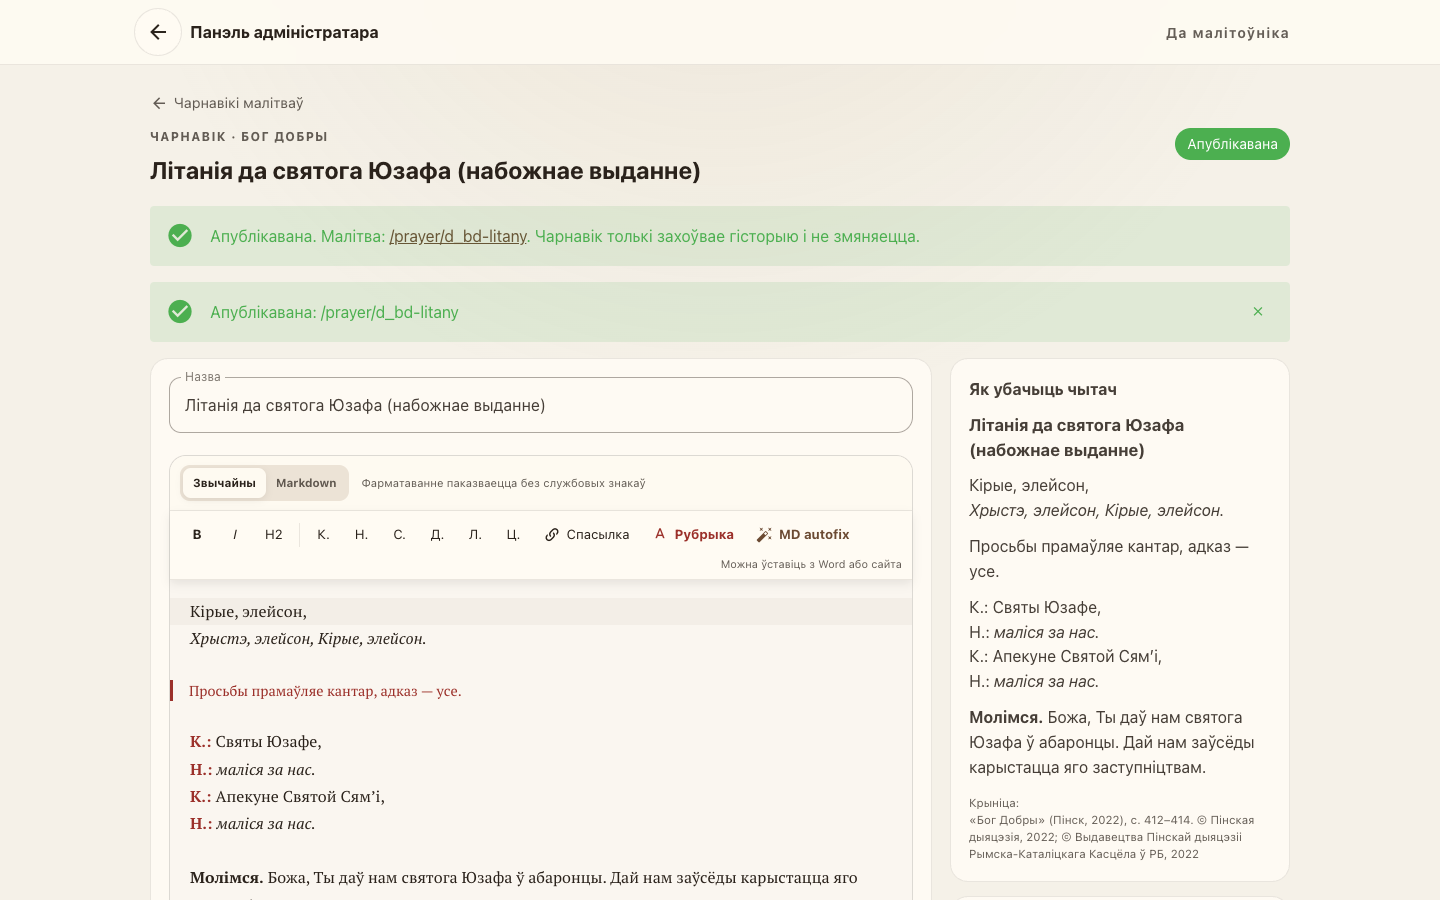 Панэль адміністратара
Да малітоўніка
Чарнавікі малітваў
ЧАРНАВІК · БОГ ДОБРЫ
Апублікавана
Літанія да святога Юзафа (набожнае выданне)
Апублікавана. Малітва: /prayer/d_bd-litany. Чарнавік толькі захоўвае гісторыю і не змяняецца.
Апублікавана: /prayer/d_bd-litany
Назва
Літанія да святога Юзафа (набожнае выданне)
Звычайны Markdown Фарматаванне паказваецца без службовых знакаў
B I H2 К. Н. С. Д. Л. Ц. Спасылка А Рубрыка MD autofix
Можна ўставіць з Word або сайта
Кірые, элейсон,
Хрыстэ, элейсон, Кірые, элейсон.
Просьбы прамаўляе кантар, адказ — усе.
К.: Святы Юзафе,
Н.: маліся за нас.
К.: Апекуне Святой Сям’і,
Н.: маліся за нас.
Молімся. Божа, Ты даў нам святога Юзафа ў абаронцы. Дай нам заўсёды карыстацца яго
Як убачыць чытач
Літанія да святога Юзафа
(набожнае выданне)
Кірые, элейсон,
Хрыстэ, элейсон, Кірые, элейсон.
Просьбы прамаўляе кантар, адказ —
усе.
К.: Святы Юзафе,
Н.: маліся за нас.
К.: Апекуне Святой Сям’і,
Н.: маліся за нас.
Молімся. Божа, Ты даў нам святога
Юзафа ў абаронцы. Дай нам заўсёды
карыстацца яго заступніцтвам.
Крыніца:
«Бог Добры» (Пінск, 2022), с. 412–414. © Пінская
дыяцэзія, 2022; © Выдавецтва Пінскай дыяцэзіі
Рымска-Каталіцкага Касцёла ў РБ, 2022